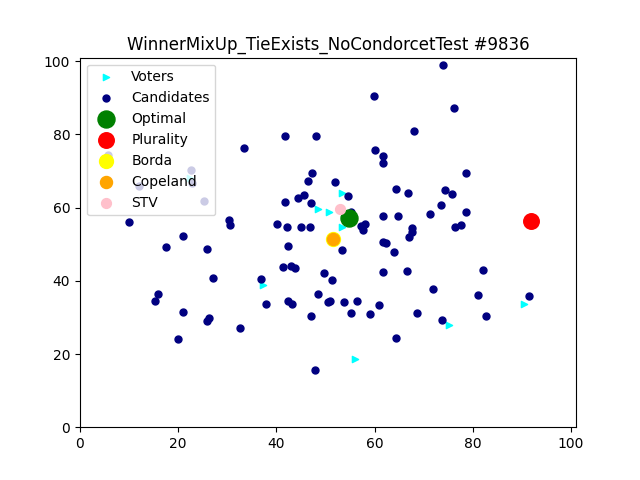 WinnerMixUp_TieExists_NoCondorcetTest #9836
100
80
60
40
20
0
Voters
Candidates
Optimal
Plurality
Borda
Copeland
STV
0 20 40 60 80 100